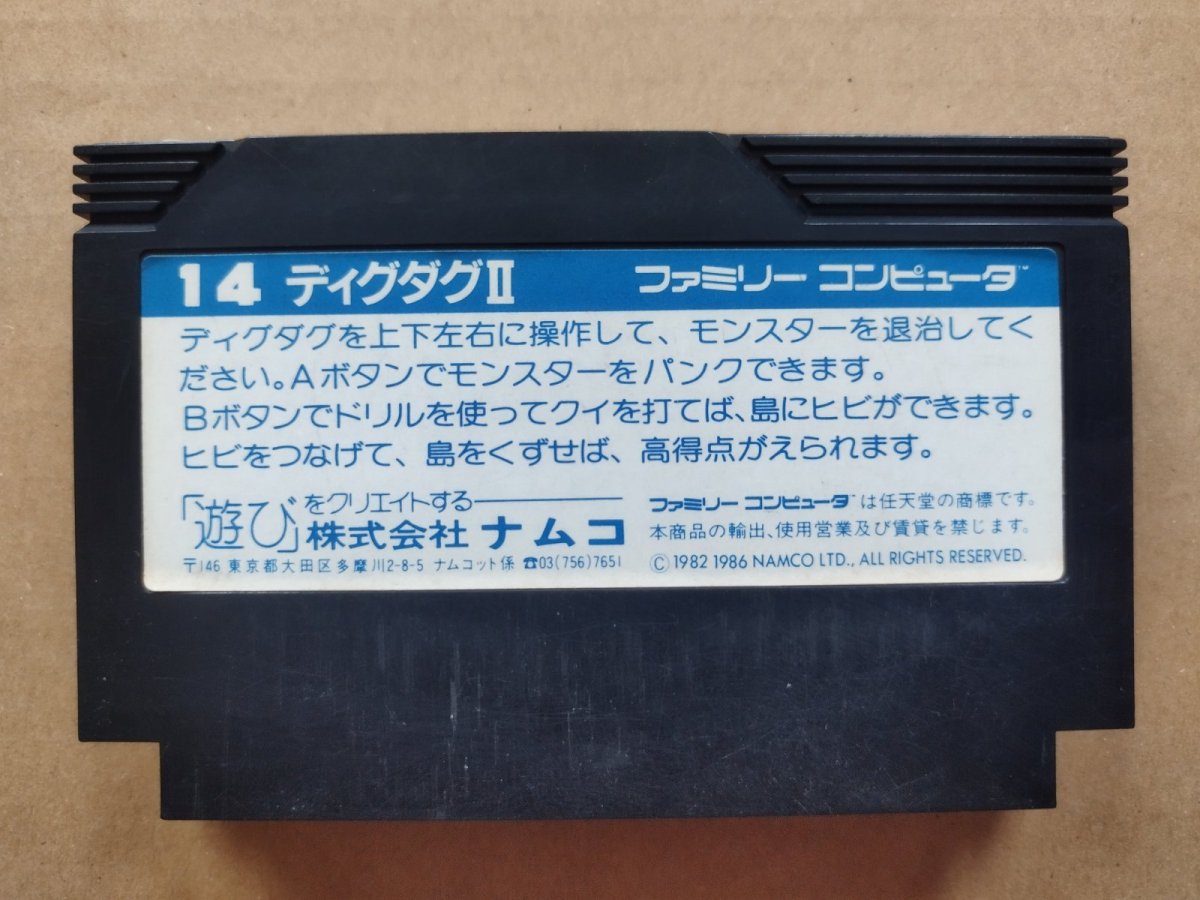 14 ディグダグII ファミリー コンピュータ™
ディグダグを上下左右に操作して、モンスターを退治してく
ださい。Aボタンでモンスターをパンクできます。
Bボタンでドリルを使ってクイを打てば、島にヒビができます。
ヒビをつなげて、島をくずせば、高得点がえられます。
「遊び」をクリエイトする
株式会社 ナムコ
〒146 東京都大田区多摩川2-8-5 ナムコット係 ☎03(756)7651
ファミリー コンピュータ™は任天堂の商標です。
本商品の輸出、使用営業及び賃貸を禁じます。
Ⓒ 1982 1986 NAMCO LTD., ALL RIGHTS RESERVED.